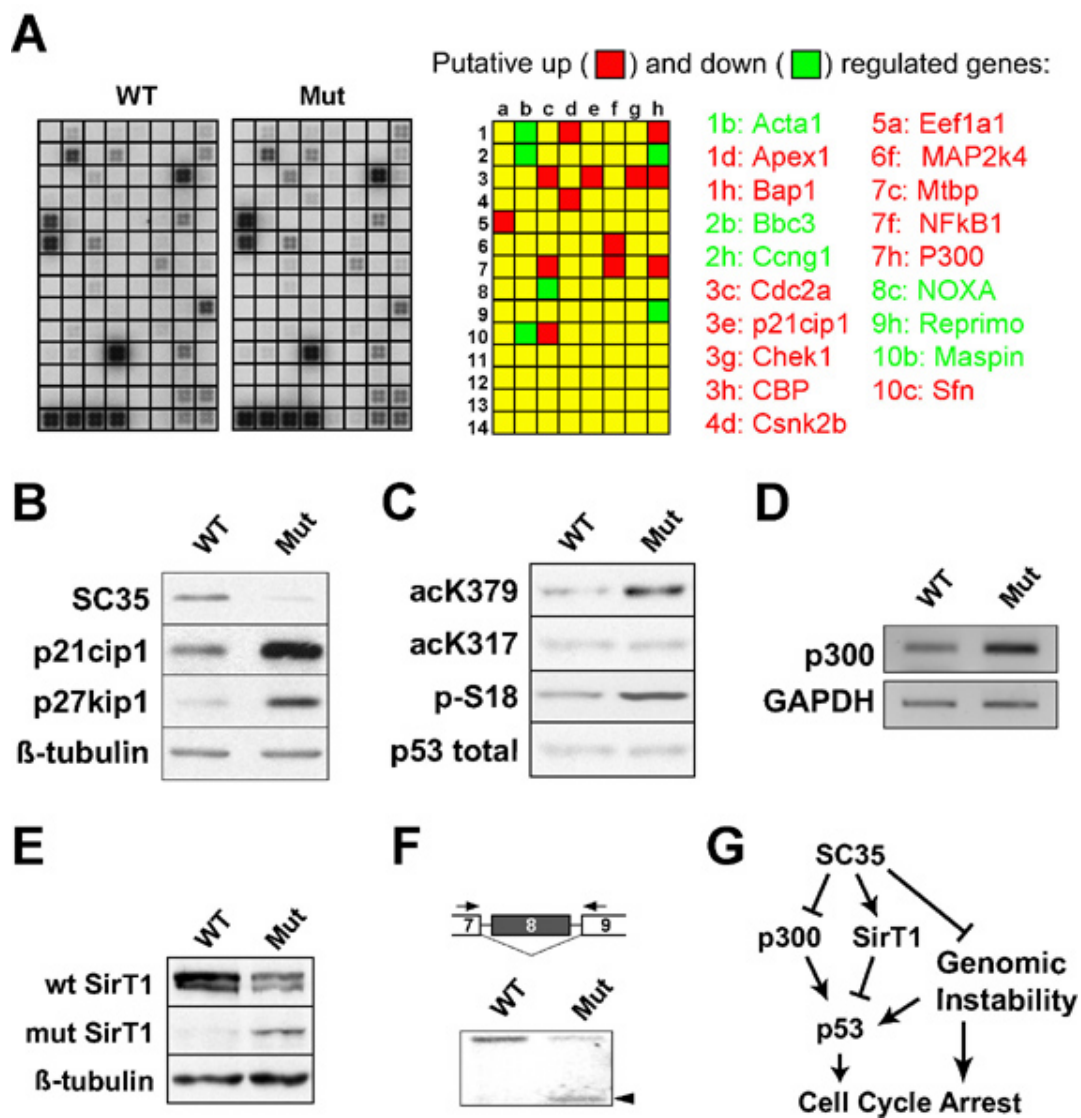 A
Putative up ( ) and down ( ) regulated genes:
WT Mut
a b c d e f g h
1
2
3
4
5
6
7
8
9
10
11
12
13
14
1b: Acta1
1d: Apex1
1h: Bap1
2b: Bbc3
2h: Ccng1
3c: Cdc2a
3e: p21cip1
3g: Chek1
3h: CBP
4d: Csnk2b
5a: Eef1a1
6f: MAP2k4
7c: Mtbp
7f: NFkB1
7h: P300
8c: NOXA
9h: Reprimo
10b: Maspin
10c: Sfn
B
WT Mut
SC35
p21cip1
p27kip1
ß-tubulin
C
WT Mut
acK379
acK317
p-S18
p53 total
D
WT Mut
p300
GAPDH
E
WT Mut
wt SirT1
mut SirT1
ß-tubulin
F
7 8 9
WT Mut
G
SC35
p300 SirT1
Genomic
Instability
p53
Cell Cycle Arrest